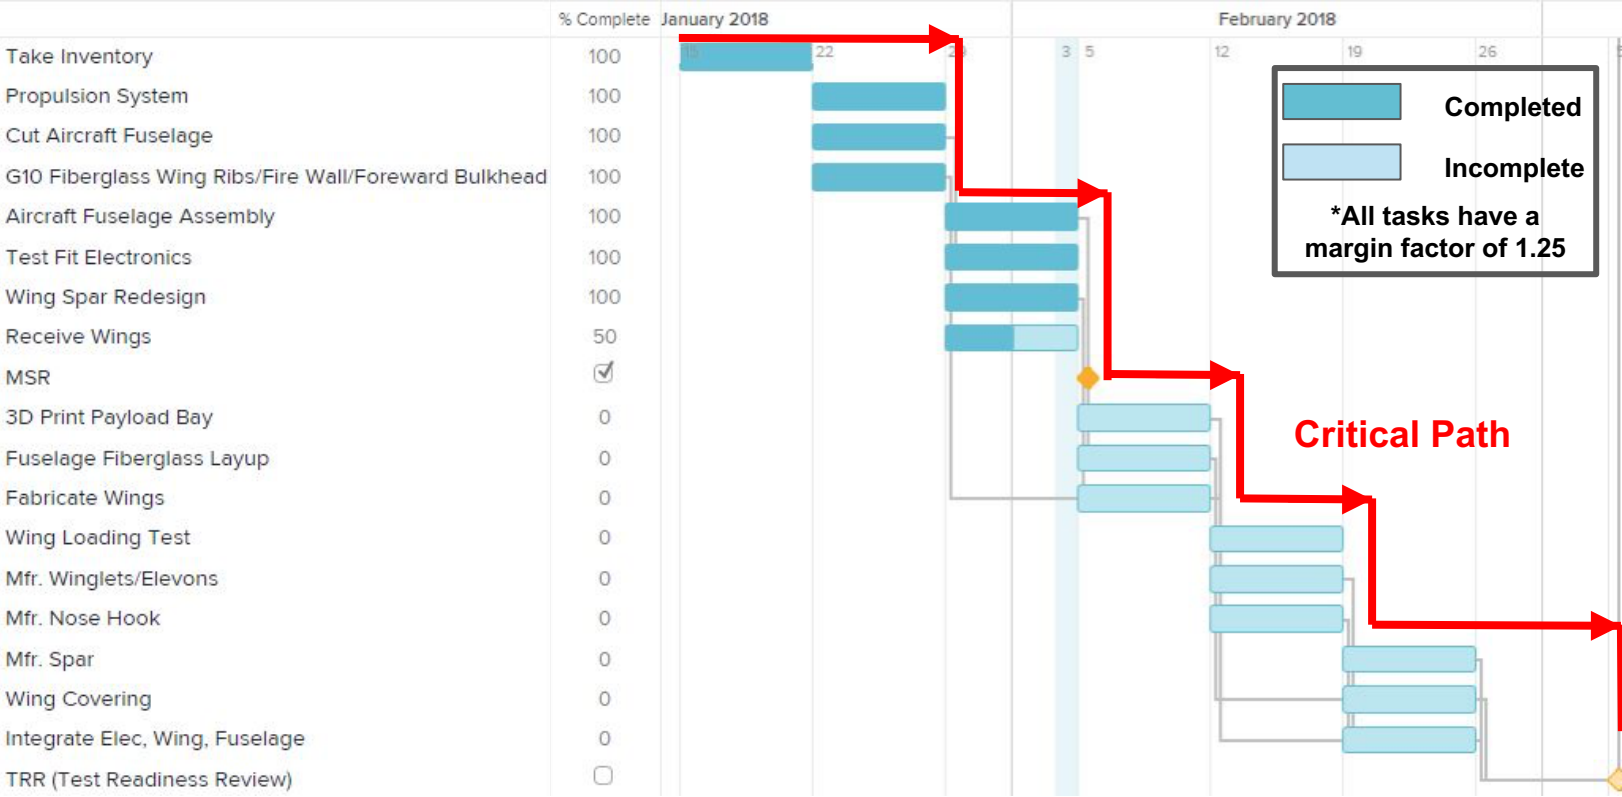 % Complete January 2018 February 2018
15 22 29 3 5 12 19 26 5
Take Inventory 100
Propulsion System 100
Cut Aircraft Fuselage 100
G10 Fiberglass Wing Ribs/Fire Wall/Foreward Bulkhead 100
Aircraft Fuselage Assembly 100
Test Fit Electronics 100
Wing Spar Redesign 100
Receive Wings 50
MSR
3D Print Payload Bay 0
Fuselage Fiberglass Layup 0
Fabricate Wings 0
Wing Loading Test 0
Mfr. Winglets/Elevons 0
Mfr. Nose Hook 0
Mfr. Spar 0
Wing Covering 0
Integrate Elec, Wing, Fuselage 0
TRR (Test Readiness Review)
Completed
Incomplete
*All tasks have a
margin factor of 1.25
Critical Path